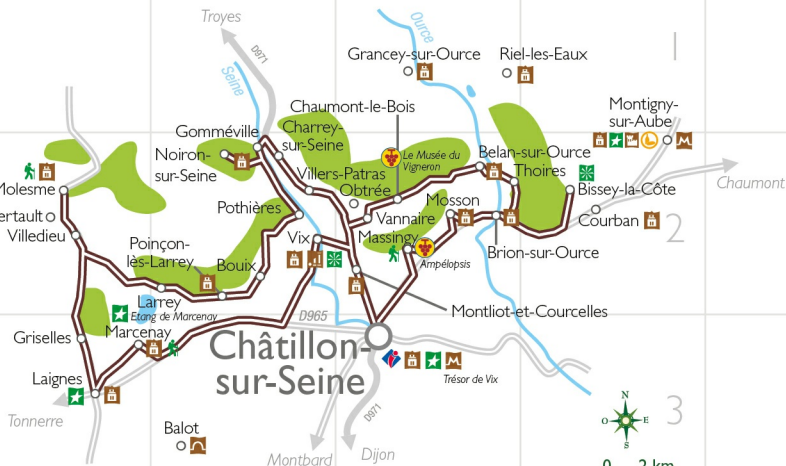 Troyes
D971
Seine
Ource
1
Grancey-sur-Ource
Riel-les-Eaux
Chaumont-le-Bois
Montigny-
sur-Aube
Gomméville
Charrey-
sur-Seine
Noiron-
sur-Seine
Le Musée du
Vigneron
Belan-sur-Ource
Thoires
Villers-Patras
Obtrée
Chaumont
Molesme
Bissey-la-Côte
Mosson
Pothières
Vannaire
Courban
2
ertault
Villedieu
Vix
Massingy
Poinçon-
lès-Larrey
Bouix
Ampélopsis
Brion-sur-Ource
Larrey
Etang de Marcenay
D965
Montliot-et-Courcelles
Griselles
Marcenay
Châtillon-
sur-Seine
Trésor de Vix
Laignes
Tonnerre
D971
N
O
E
S
3
Balot
Montbard
Dijon
0 2 km